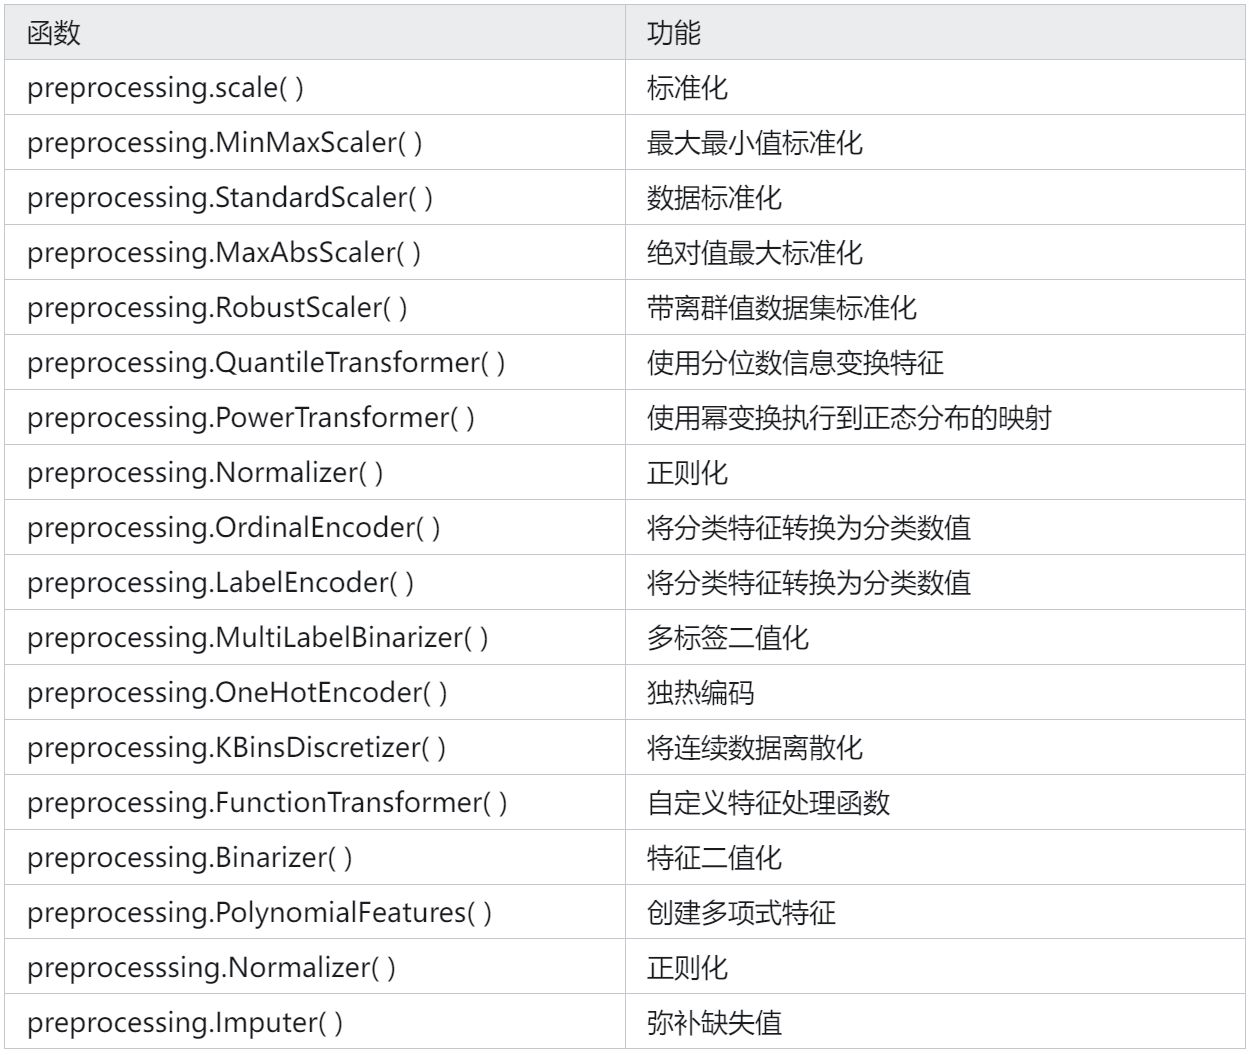 函数 功能
preprocessing.scale( ) 标准化
preprocessing.MinMaxScaler( ) 最大最小值标准化
preprocessing.StandardScaler( ) 数据标准化
preprocessing.MaxAbsScaler( ) 绝对值最大标准化
preprocessing.RobustScaler( ) 带离群值数据集标准化
preprocessing.QuantileTransformer( ) 使用分位数信息变换特征
preprocessing.PowerTransformer( ) 使用幂变换执行到正态分布的映射
preprocessing.Normalizer( ) 正则化
preprocessing.OrdinalEncoder( ) 将分类特征转换为分类数值
preprocessing.LabelEncoder( ) 将分类特征转换为分类数值
preprocessing.MultiLabelBinarizer( ) 多标签二值化
preprocessing.OneHotEncoder( ) 独热编码
preprocessing.KBinsDiscretizer( ) 将连续数据离散化
preprocessing.FunctionTransformer( ) 自定义特征处理函数
preprocessing.Binarizer( ) 特征二值化
preprocessing.PolynomialFeatures( ) 创建多项式特征
preprocesssing.Normalizer( ) 正则化
preprocessing.Imputer( ) 弥补缺失值